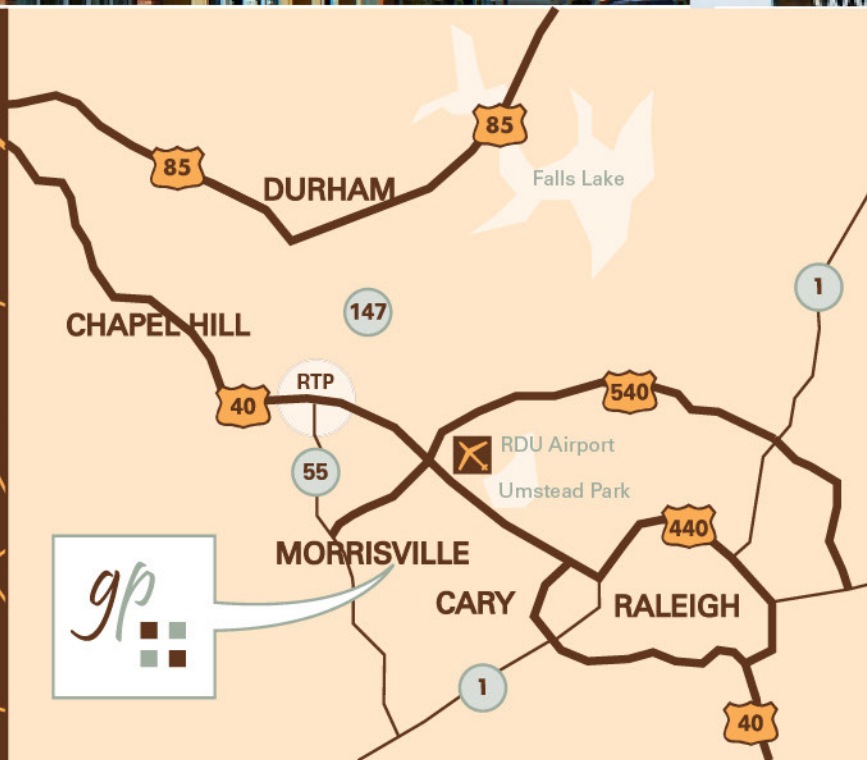 85
85
DURHAM
Falls Lake
1
147
CHAPEL HILL
RTP
540
40
RDU Airport
55
Umstead Park
440
MORRISVILLE
gp
CARY
RALEIGH
1
40